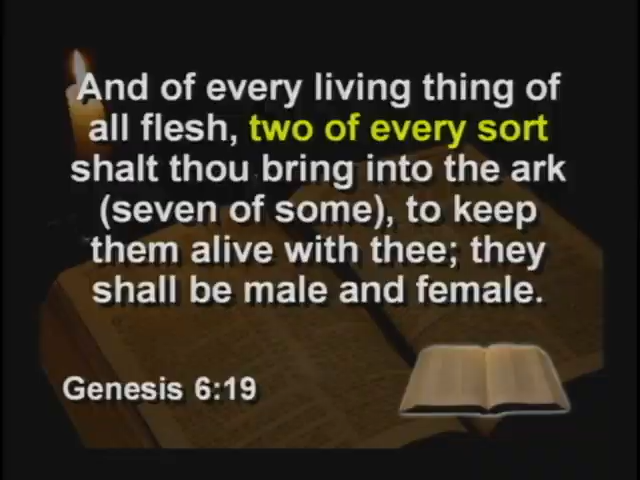 And of every living thing of
all flesh, two of every sort
shalt thou bring into the ark
(seven of some), to keep
them alive with thee; they
shall be male and female.
Genesis 6:19